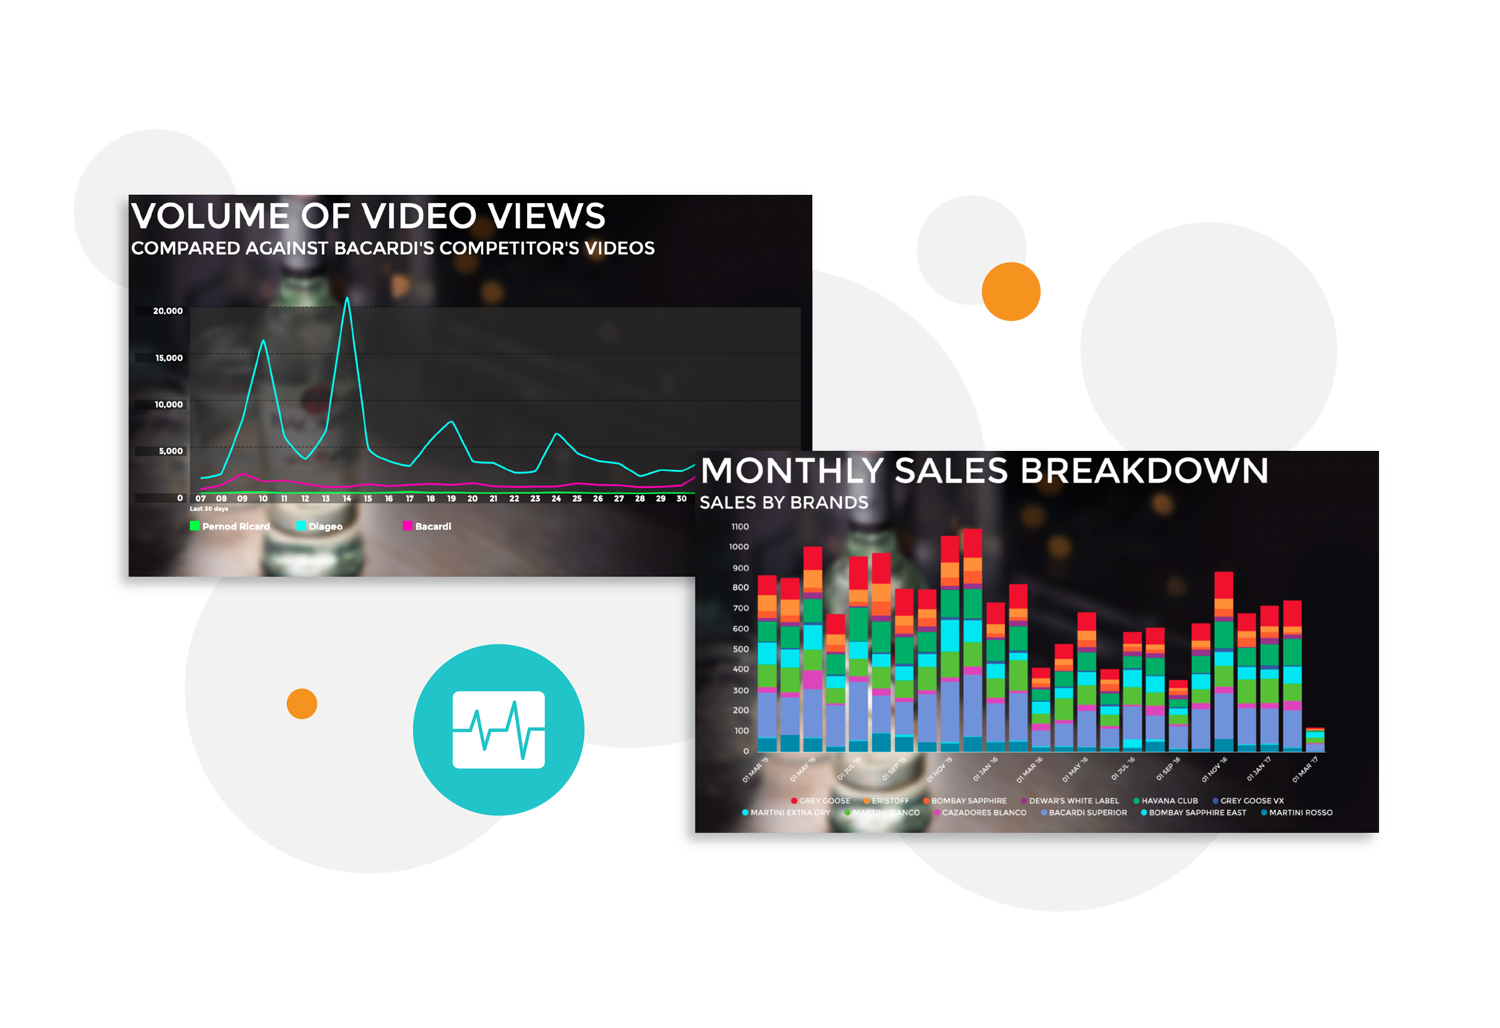 VOLUME OF VIDEO VIEWS
COMPARED AGAINST BACARDI'S COMPETITOR'S VIDEOS
20,000
15,000
10,000
5,000
0
07 08 09 10 11 12 13 14 15 16 17 18 19 20 21 22 23 24 25 26 27 28 29 30
Last 30 days
Pernod Ricard Diageo Bacardi
MONTHLY SALES BREAKDOWN
SALES BY BRANDS
1100
1000
900
800
700
600
500
400
300
200
100
0
01 MAR '15 01 MAY '15 01 JUL '15 01 SEP '15 01 NOV '15 01 JAN '16 01 MAR '16 01 MAY '16 01 JUL '16 01 SEP '16 01 NOV '16 01 JAN '17 01 MAR '17
GREY GOOSE ERISTOFF BOMBAY SAPPHIRE DEWAR'S WHITE LABEL HAVANA CLUB GREY GOOSE VX
MARTINI EXTRA DRY MARTINI BIANCO CAZADORES BLANCO BACARDI SUPERIOR BOMBAY SAPPHIRE EAST MARTINI ROSSO